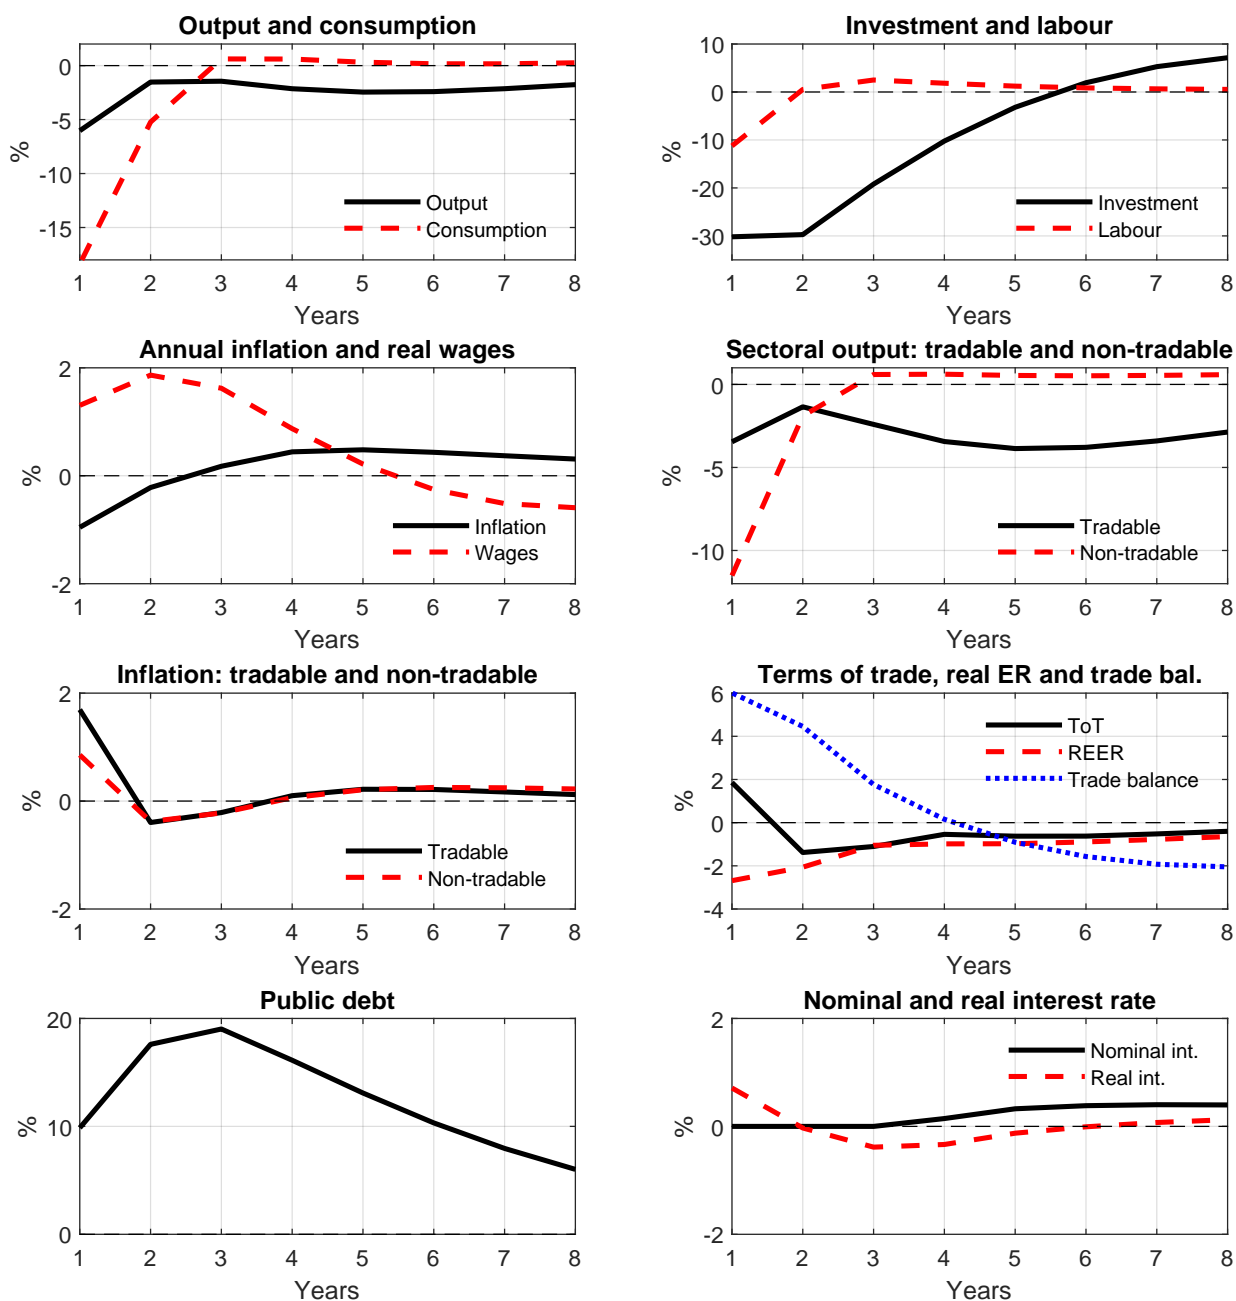 Output and consumption
0
-5
-10
-15
%
Output
Consumption
1 2 3 4 5 6 7 8
Years
Investment and labour
10
0
-10
-20
-30
%
Investment
Labour
1 2 3 4 5 6 7 8
Years
Annual inflation and real wages
2
0
-2
%
Inflation
Wages
1 2 3 4 5 6 7 8
Years
Sectoral output: tradable and non-tradable
0
-5
-10
%
Tradable
Non-tradable
1 2 3 4 5 6 7 8
Years
Inflation: tradable and non-tradable
2
0
-2
%
Tradable
Non-tradable
1 2 3 4 5 6 7 8
Years
Terms of trade, real ER and trade bal.
6
4
2
0
-2
-4
%
ToT
REER
Trade balance
1 2 3 4 5 6 7 8
Years
Public debt
20
10
0
%
1 2 3 4 5 6 7 8
Years
Nominal and real interest rate
2
0
-2
%
Nominal int.
Real int.
1 2 3 4 5 6 7 8
Years